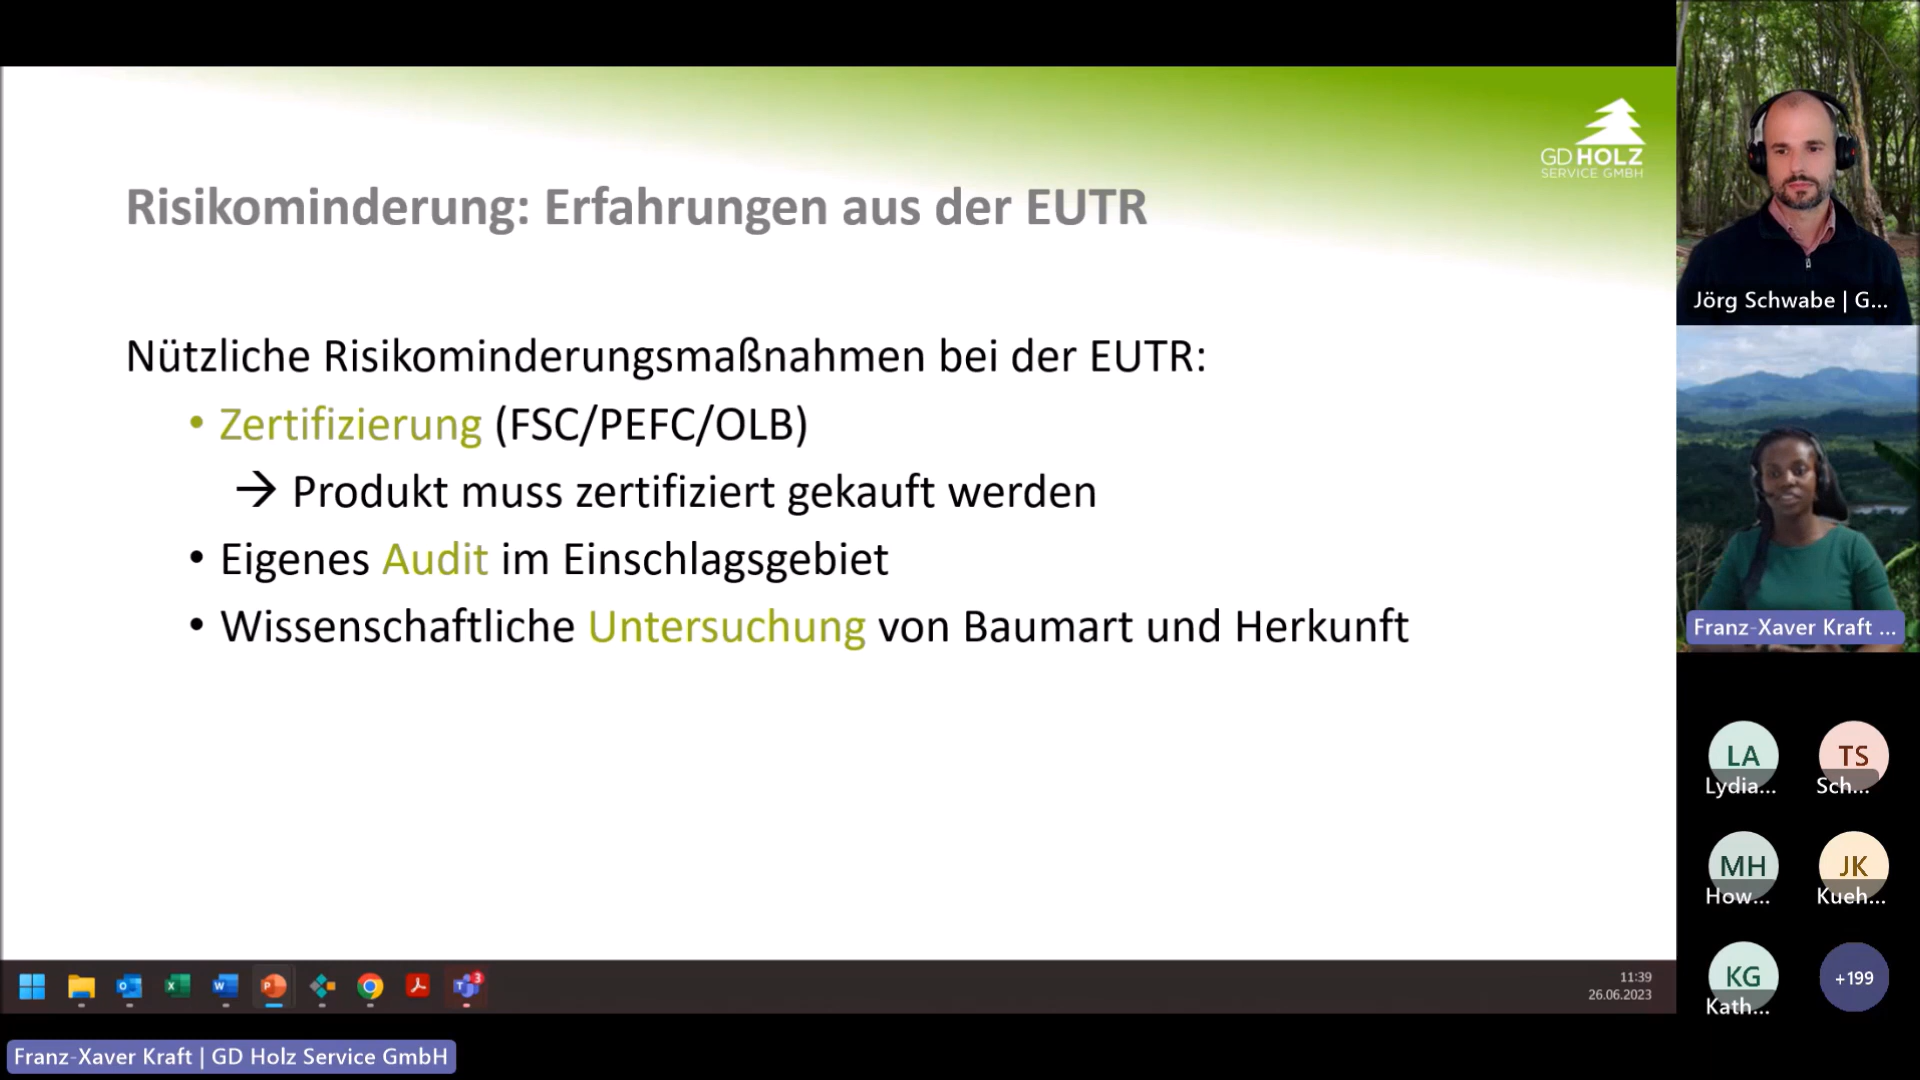 GD HOLZ
SERVICE GMBH
Risikominderung: Erfahrungen aus der EUTR
Nützliche Risikominderungsmaßnahmen bei der EUTR:
• Zertifizierung (FSC/PEFC/OLB)
→ Produkt muss zertifiziert gekauft werden
• Eigenes Audit im Einschlagsgebiet
• Wissenschaftliche Untersuchung von Baumart und Herkunft
11:39
26.06.2023
3
Franz-Xaver Kraft | GD Holz Service GmbH
Jörg Schwabe | G...
Franz-Xaver Kraft ...
LA
Lydia...
TS
Sch...
MH
How...
JK
Kueh...
KG
Kath...
+199